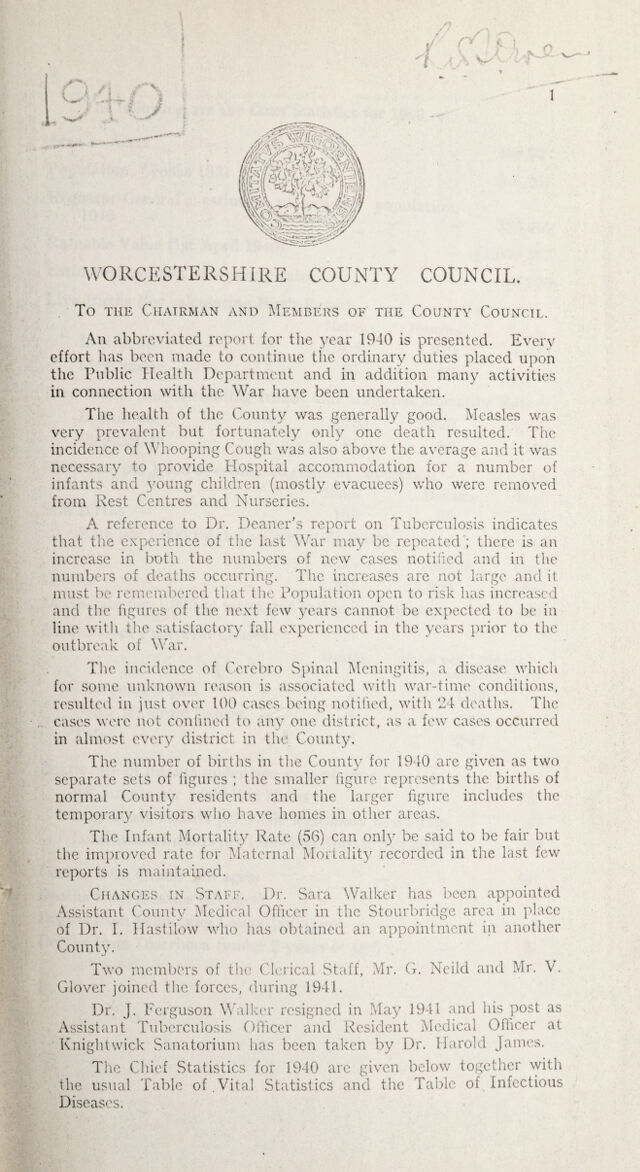 1940
1
COMITATUS WIGORNIENSIS
WORCESTERSHIRE COUNTY COUNCIL.
To the Chairman and Members of the County Council.
An abbreviated report for the year 1940 is presented. Every
effort has been made to continue the ordinary duties placed upon
the Public Health Department and in addition many activities
in connection with the War have been undertaken.
The health of the County was generally good. Measles was
very prevalent but fortunately only one death resulted. The
incidence of Whooping Cough was also above the average and it was
necessary to provide Hospital accommodation for a number of
infants and young children (mostly evacuees) who were removed
from Rest Centres and Nurseries.
A reference to Dr. Deaner's report on Tuberculosis indicates
that the experience of the last War may be repeated ; there is an
increase in both the numbers of new cases notified and in the
numbers of deaths occurring. The increases are not large and it
must be remembered that the Population open to risk has increased
and the figures of the next few years cannot be expected to be in
line with the satisfactory fall experienced in the years prior to the
outbreak of War.
The incidence of Cerebro Spinal Meningitis, a disease which
for some unknown reason is associated with war-time conditions,
resulted in just over 100 cases being notified, with 24 deaths. The
cases were not confined to any one district, as a few cases occurred
in almost every district in the County.
The number of births in the County for 1940 are given as two
separate sets of figures ; the smaller figure represents the births of
normal County residents and the larger figure includes the
temporary visitors who have homes in other areas.
The Infant Mortality Rate (56) can only be said to be fair but
the improved rate for Maternal Mortality recorded in the last few
reports is maintained.
Changes in Staff. Dr. Sara Walker has been appointed
Assistant County Medical Officer in the Stourbridge area in place
of Dr. I. Hastilow who has obtained an appointment in another
County.
Two members of the Clerical Staff, Mr. G. Neild and Mr. V.
Glover joined the forces, during 1941.
Dr. J. Ferguson Walker resigned in May 1941 and his post as
Assistant Tuberculosis Officer and Resident Medical Officer at
Knightwick Sanatorium has been taken by Dr. Harold James.
The Chief Statistics for 1940 are given below together with
the usual Table of Vital Statistics and the Table of Infectious
Diseases.